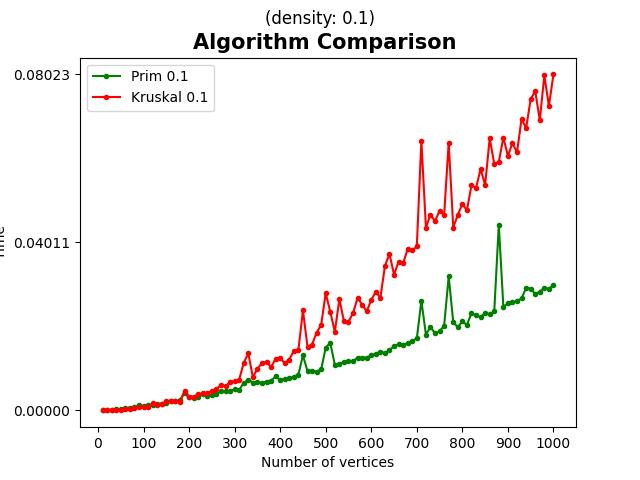 (density: 0.1)
Algorithm Comparison
Prim 0.1
Kruskal 0.1
0.08023
0.04011
0.00000
0 100 200 300 400 500 600 700 800 900 1000
Number of vertices